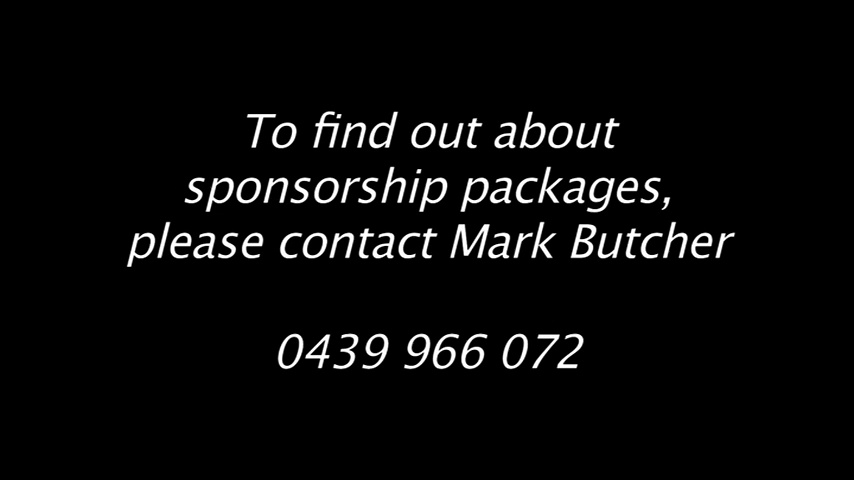 To find out about
sponsorship packages,
please contact Mark Butcher
0439 966 072